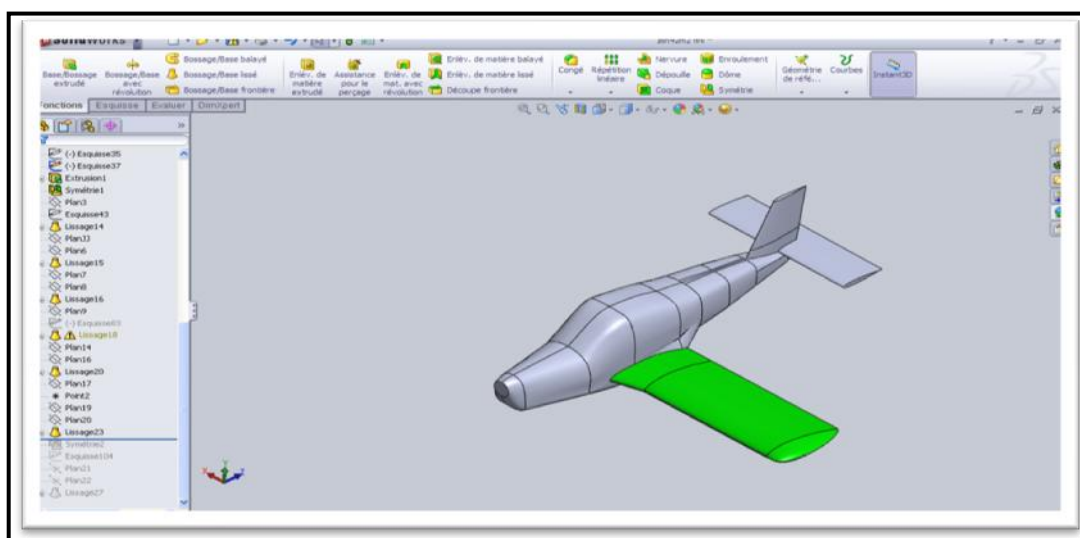 SolidWorks
Base/Bossage extrudé
Bossage/Base avec révolution
Bossage/Base balayé
Bossage/Base lissé
Bossage/Base frontière
Enlèv. de matière extrudé
Assistance pour le perçage
Enlèv. de mat. avec révolution
Enlèv. de matière balayé
Enlèv. de matière lissé
Découpe frontière
Congé
Répétition linéaire
Nervure
Dépouille
Coque
Enroulement
Dôme
Symétrie
Géométrie de réfé...
Courbes
Instant3D
Fonctions
Esquisse
Evaluer
DimXpert
(-) Esquisse35
(-) Esquisse37
Extrusion1
Symétrie1
Plan3
Esquisse43
Lissage14
Plan6
Lissage15
Plan7
Plan8
Lissage16
Plan9
Lissage18
Plan14
Plan16
Lissage20
Plan17
Point2
Plan19
Plan20
Lissage23
Symétrie2
Esquisse104
Plan21
Plan22
Lissage27